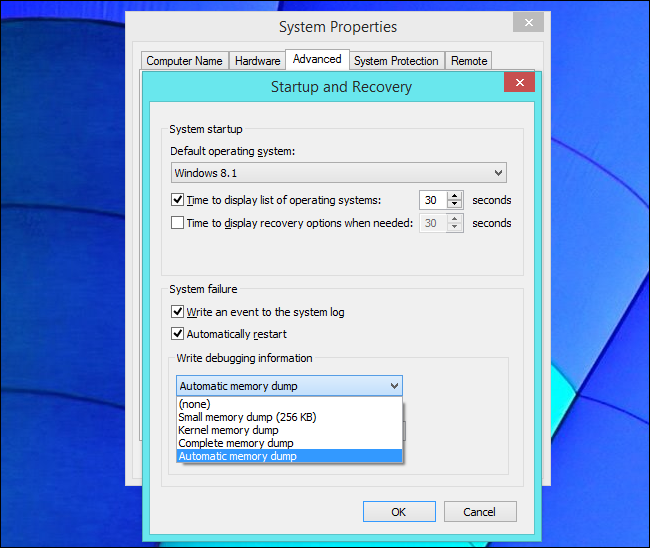 System Properties
Computer Name Hardware Advanced System Protection Remote
Startup and Recovery
System startup
Default operating system:
Windows 8.1
Time to display list of operating systems: 30 seconds
Time to display recovery options when needed: 30 seconds
System failure
Write an event to the system log
Automatically restart
Write debugging information
Automatic memory dump
(none)
Small memory dump (256 KB)
Kernel memory dump
Complete memory dump
Automatic memory dump
OK Cancel